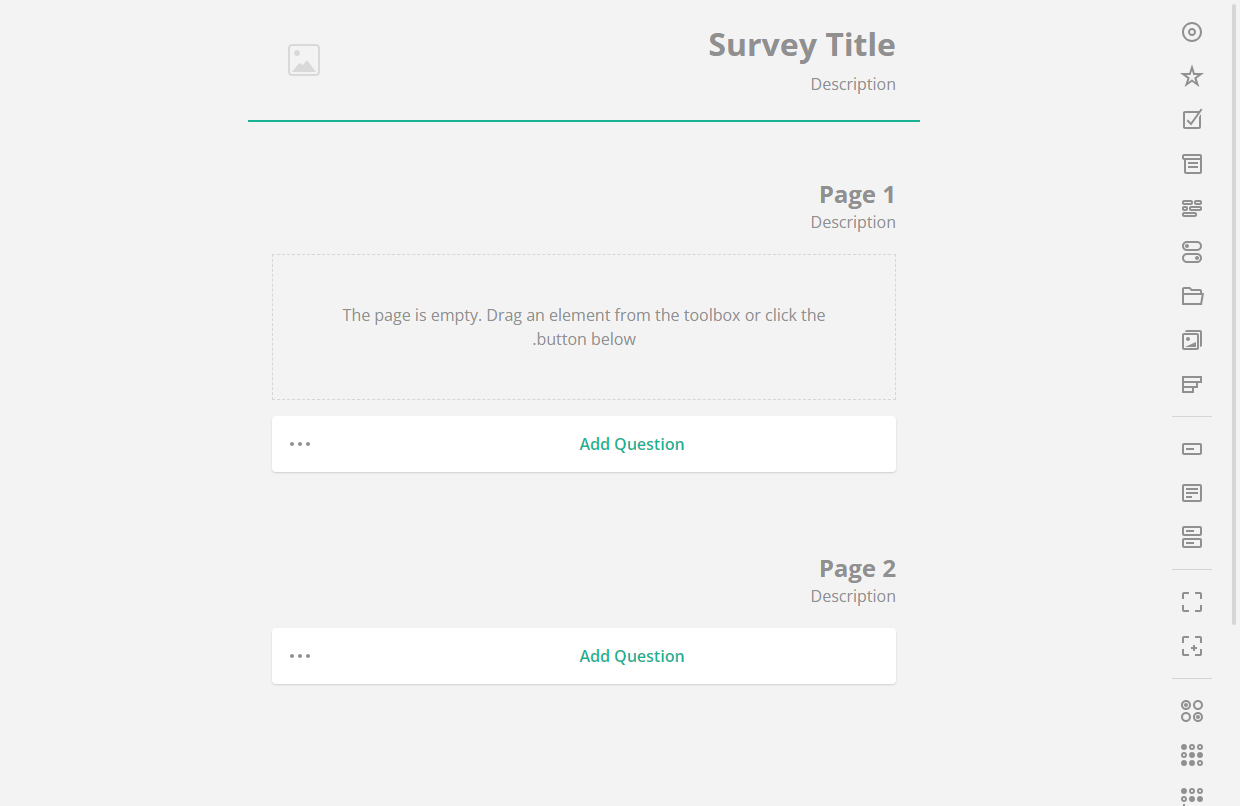 Survey Title
Description
Page 1
Description
The page is empty. Drag an element from the toolbox or click the
.button below
Add Question
Page 2
Description
Add Question